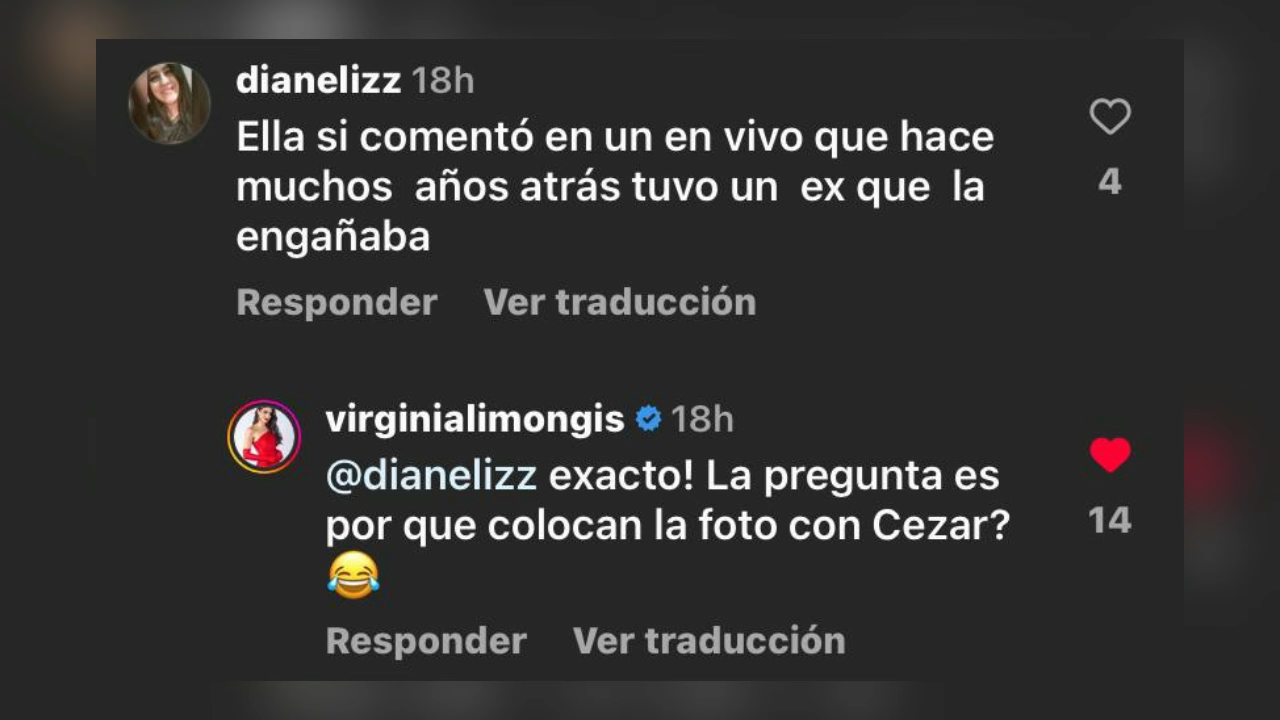 dianelizz 18h
Ella si comentó en un en vivo que hace
muchos  años atrás tuvo un  ex que  la
engañaba
4
Responder Ver traducción
virginialimongis 18h
@dianelizz exacto! La pregunta es
por que colocan la foto con Cezar?
😂
14
Responder Ver traducción